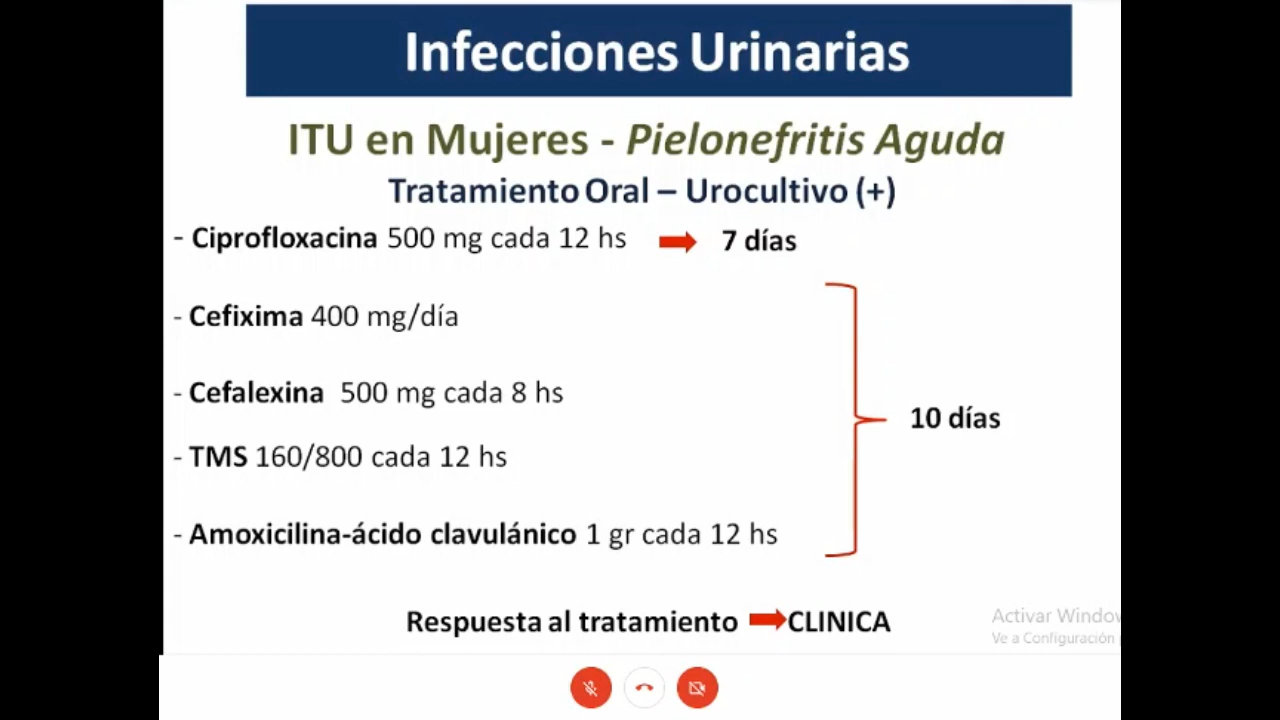 Infecciones Urinarias
ITU en Mujeres - Pielonefritis Aguda
Tratamiento Oral – Urocultivo (+)
- Ciprofloxacina 500 mg cada 12 hs 7 días
- Cefixima 400 mg/día
- Cefalexina 500 mg cada 8 hs
10 días
- TMS 160/800 cada 12 hs
- Amoxicilina-ácido clavulánico 1 gr cada 12 hs
Respuesta al tratamiento CLINICA
Activar Window
Ve a Configuración